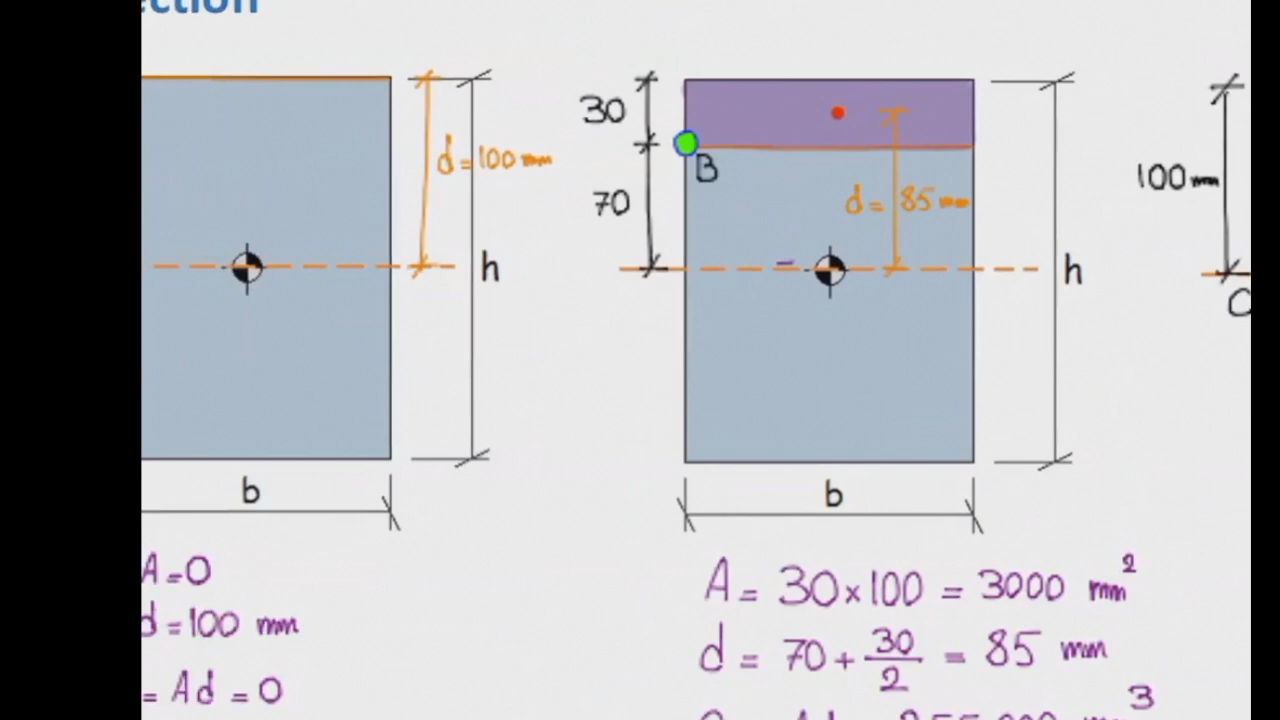 ection
30
70
B
d = 100 mm
h
d = 85 mm
h
100 mm
b
b
A = 0
d = 100 mm
= Ad = 0
A = 30 × 100 = 3000 mm²
d = 70 + 30/2 = 85 mm